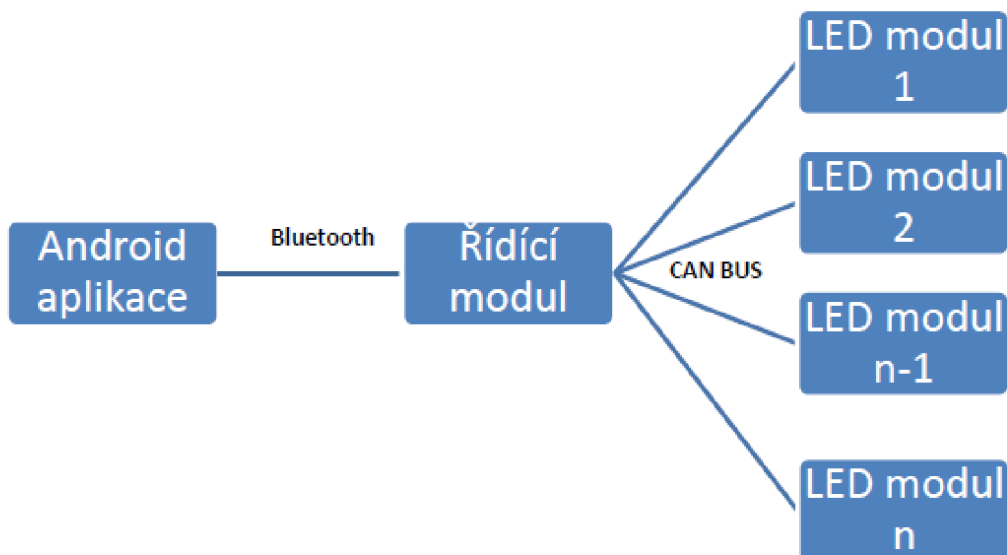 Android
aplikace
Bluetooth
Řídící
modul
CAN BUS
LED modul
1
LED modul
2
LED modul
n-1
LED modul
n